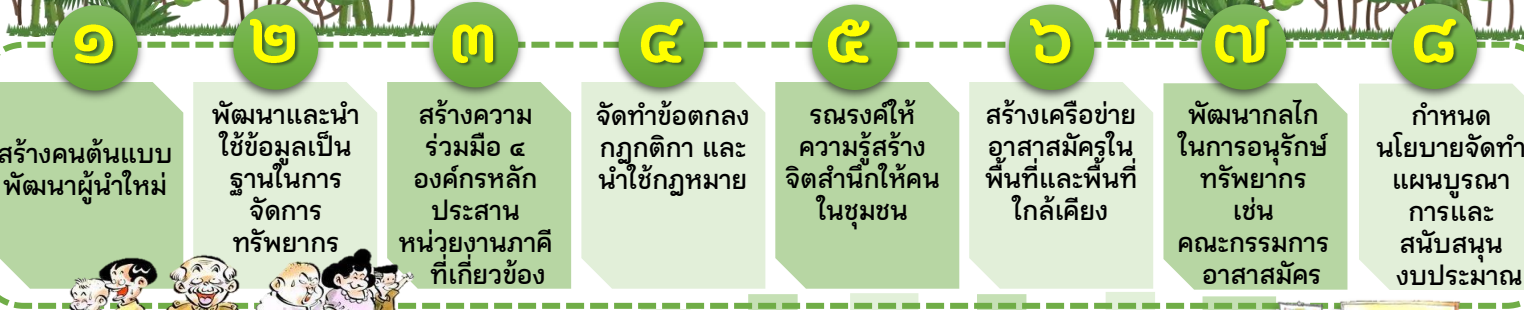 ๑
สร้างคนต้นแบบ
พัฒนาผู้นำใหม่
๒
พัฒนาและนำ
ใช้ข้อมูลเป็น
ฐานในการ
จัดการ
ทรัพยากร
๓
สร้างความ
ร่วมมือ ๔
องค์กรหลัก
ประสาน
หน่วยงานภาคี
ที่เกี่ยวข้อง
๔
จัดทำข้อตกลง
กฎกติกา และ
นำใช้กฎหมาย
๕
รณรงค์ให้
ความรู้สร้าง
จิตสำนึกให้คน
ในชุมชน
๖
สร้างเครือข่าย
อาสาสมัครใน
พื้นที่และพื้นที่
ใกล้เคียง
๗
พัฒนากลไก
ในการอนุรักษ์
ทรัพยากร
เช่น
คณะกรรมการ
อาสาสมัคร
๘
กำหนด
นโยบายจัดทำ
แผนบูรณา
การและ
สนับสนุน
งบประมาณ